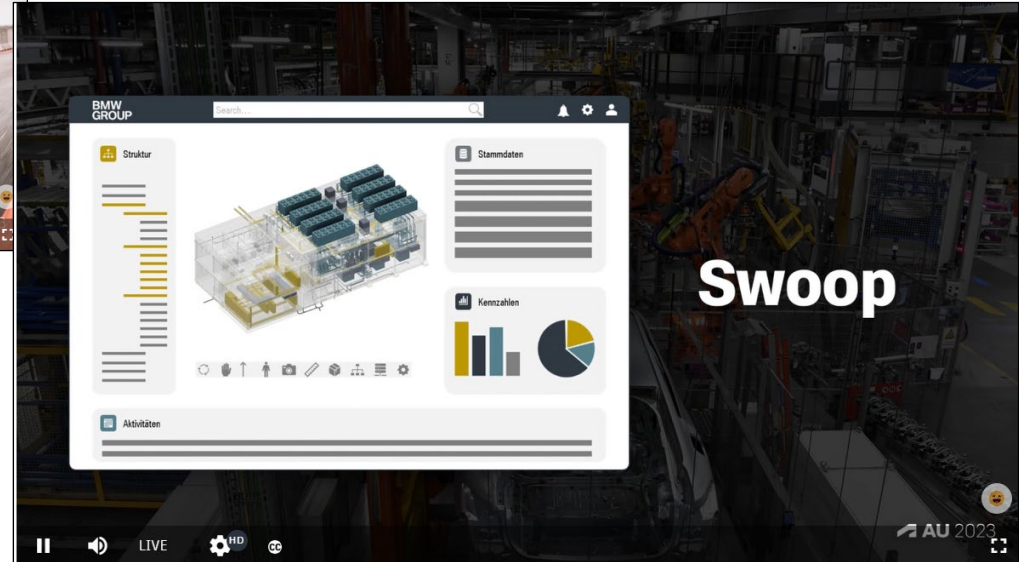 BMW
GROUP
Search...
Struktur
Stammdaten
Kennzahlen
Aktivitäten
Swoop
AU 2023
LIVE
HD
CC